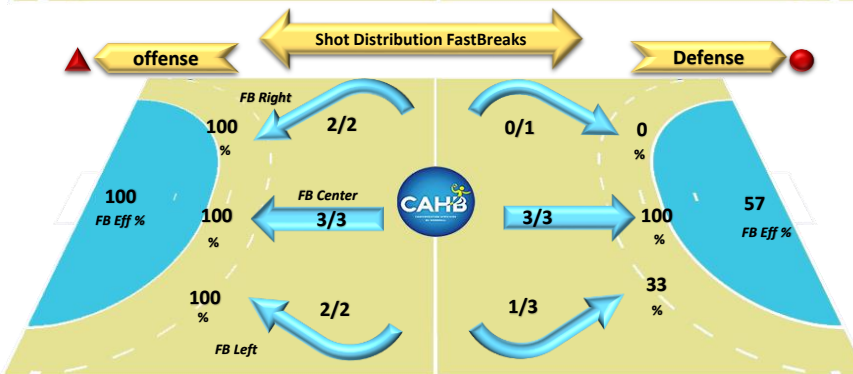 Shot Distribution FastBreaks
offense
Defense
FB Right
100
%
2/2
0/1
0
%
100
FB Eff %
FB Center
100
%
3/3
CAHB
3/3
100
%
57
FB Eff %
100
%
2/2
1/3
33
%
FB Left